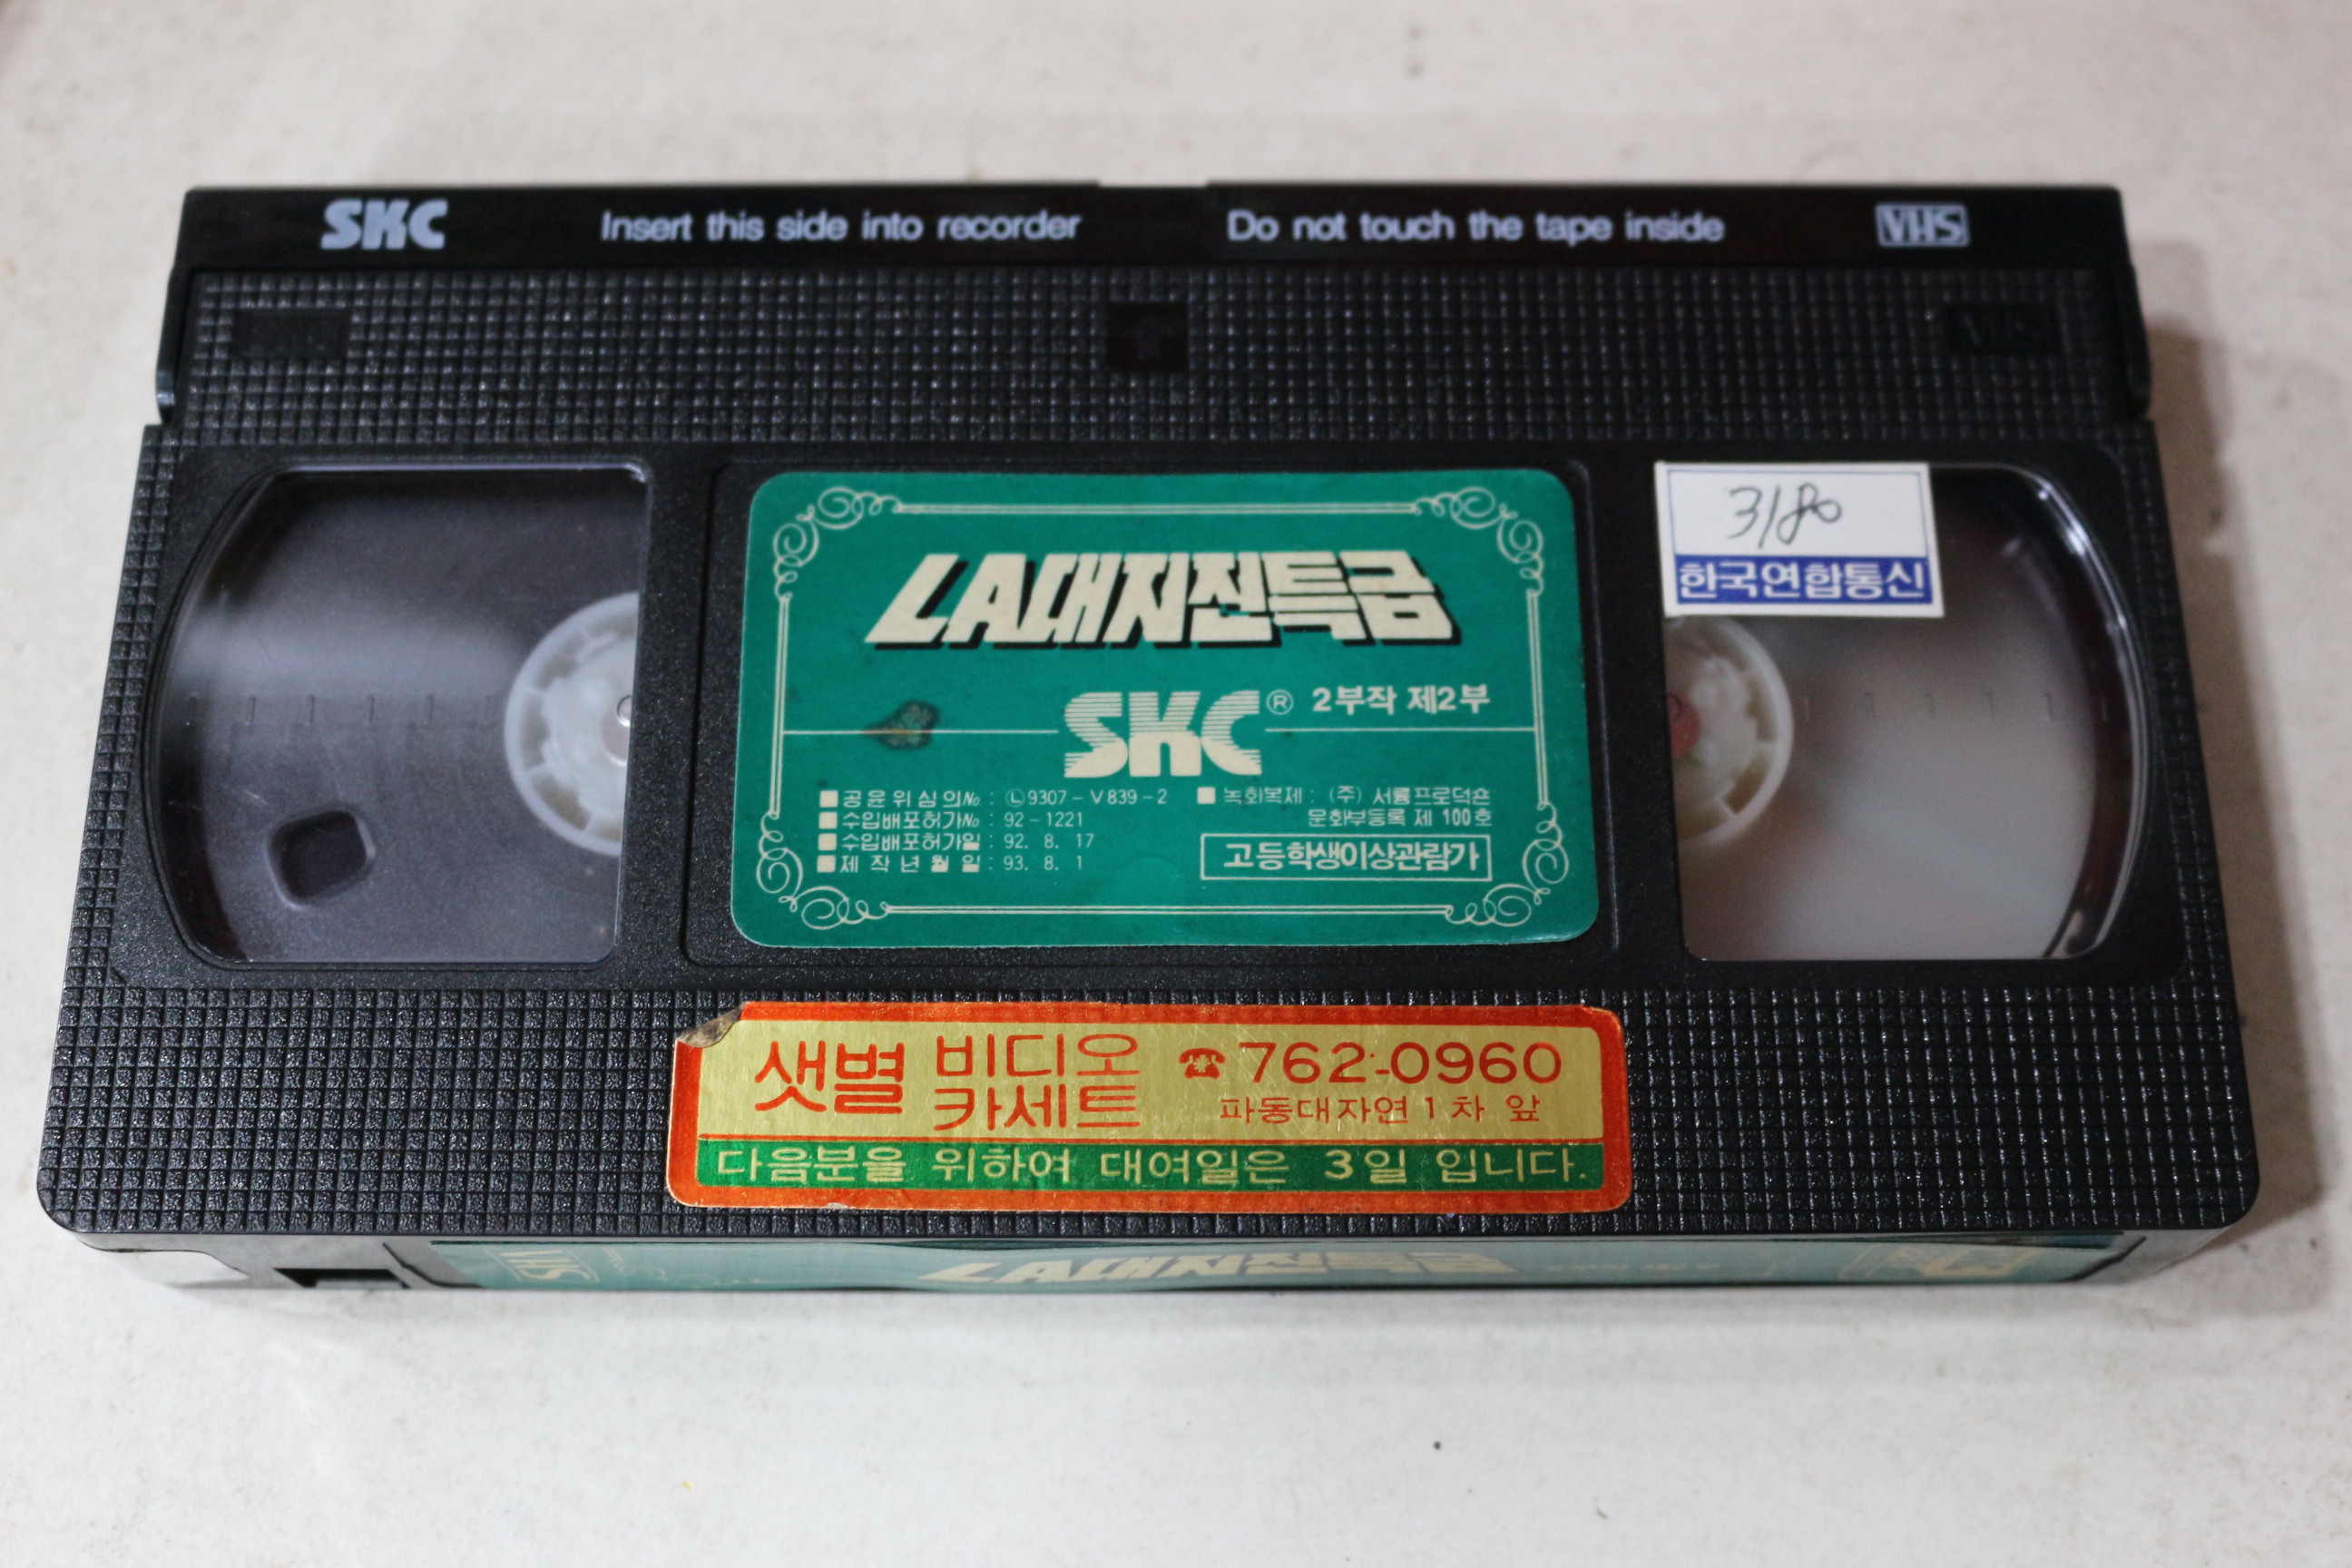 SKC Insert this side into recorder Do not touch the tape inside VHS
3180
한국연합통신
LA대지진특급
SKC® 2부작 제2부
■공윤위심의No. : Ⓛ9307-V839-2
■수입배포허가No : 92-1221
■수입배포허가일 : 92. 8. 17
■제작년월일 : 93. 8. 1
■녹화복제 : (주) 서륭프로덕숀
문화부등록 제 100호
고등학생이상관람가
샛별 비디오 카세트
☎762-0960
파동대자연1차 앞
다음분을 위하여 대여일은 3일 입니다.
VHS LA대지진특급